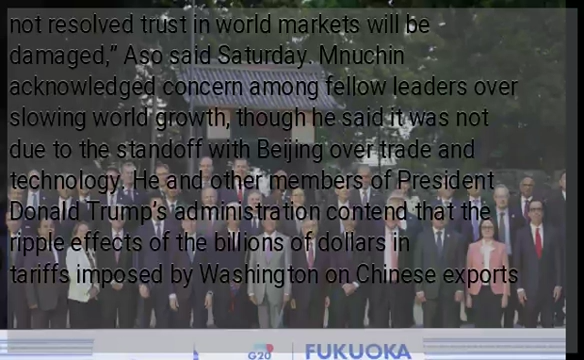 not resolved trust in world markets will be
damaged,” Aso said Saturday. Mnuchin
acknowledged concern among fellow leaders over
slowing world growth, though he said it was not
due to the standoff with Beijing over trade and
technology. He and other members of President
Donald Trump’s administration contend that the
ripple effects of the billions of dollars in
tariffs imposed by Washington on Chinese exports
G20 FUKUOKA